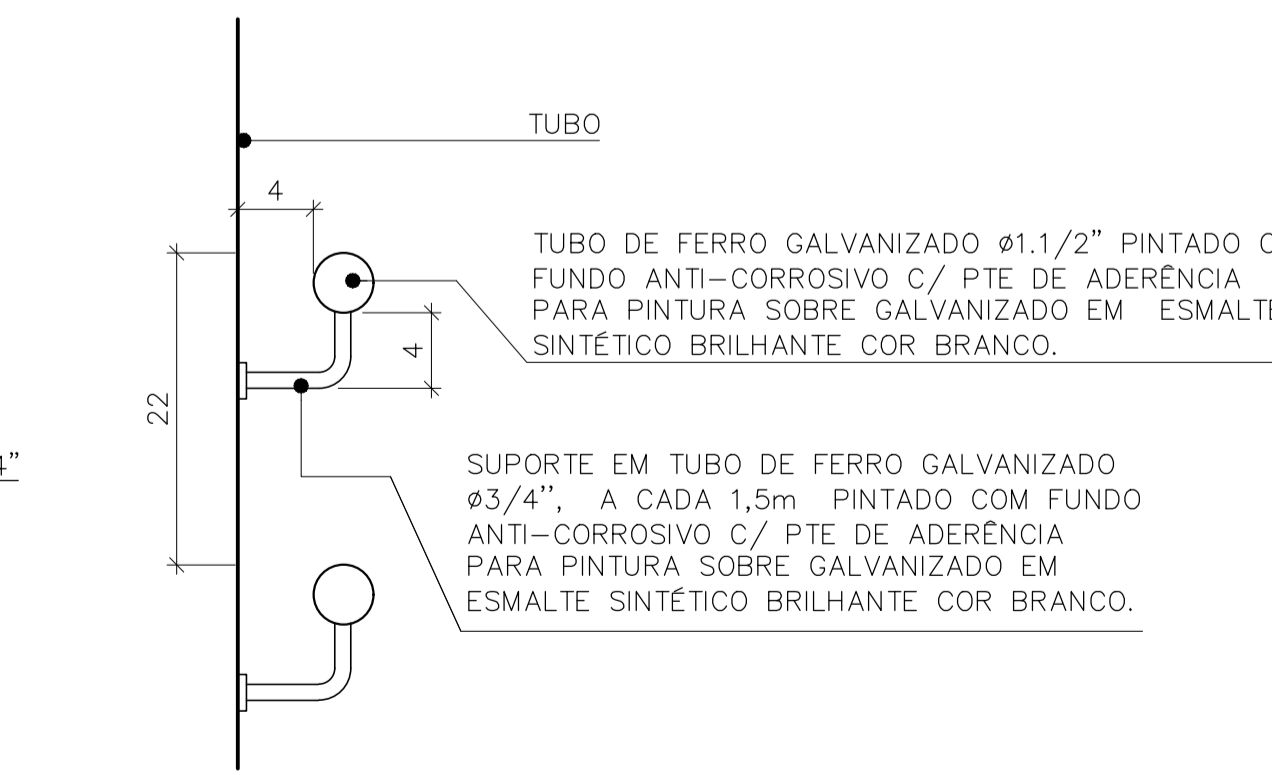 TUBO
4
TUBO DE FERRO GALVANIZADO ø1.1/2” PINTADO
FUNDO ANTI-CORROSIVO C/ PTE DE ADERÊNCIA
PARA PINTURA SOBRE GALVANIZADO EM ESMALTE
SINTÉTICO BRILHANTE COR BRANCO.
4
22
4”
SUPORTE EM TUBO DE FERRO GALVANIZADO
ø3/4’’, A CADA 1,5m PINTADO COM FUNDO
ANTI-CORROSIVO C/ PTE DE ADERÊNCIA
PARA PINTURA SOBRE GALVANIZADO EM
ESMALTE SINTÉTICO BRILHANTE COR BRANCO.